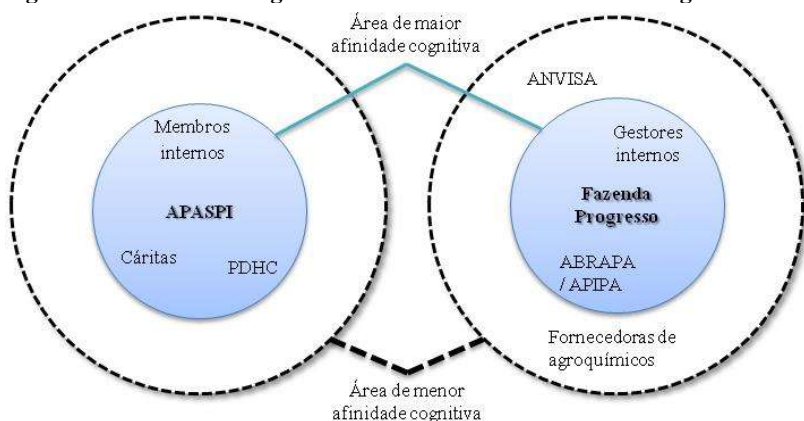 Área de maior
afinidade cognitiva
ANVISA
Membros
internos
APASPI
Cáritas
PDHC
Gestores
internos
Fazenda
Progresso
ABRAPA
/ APIPA
Fornecedoras de
agroquímicos
Área de menor
afinidade cognitiva